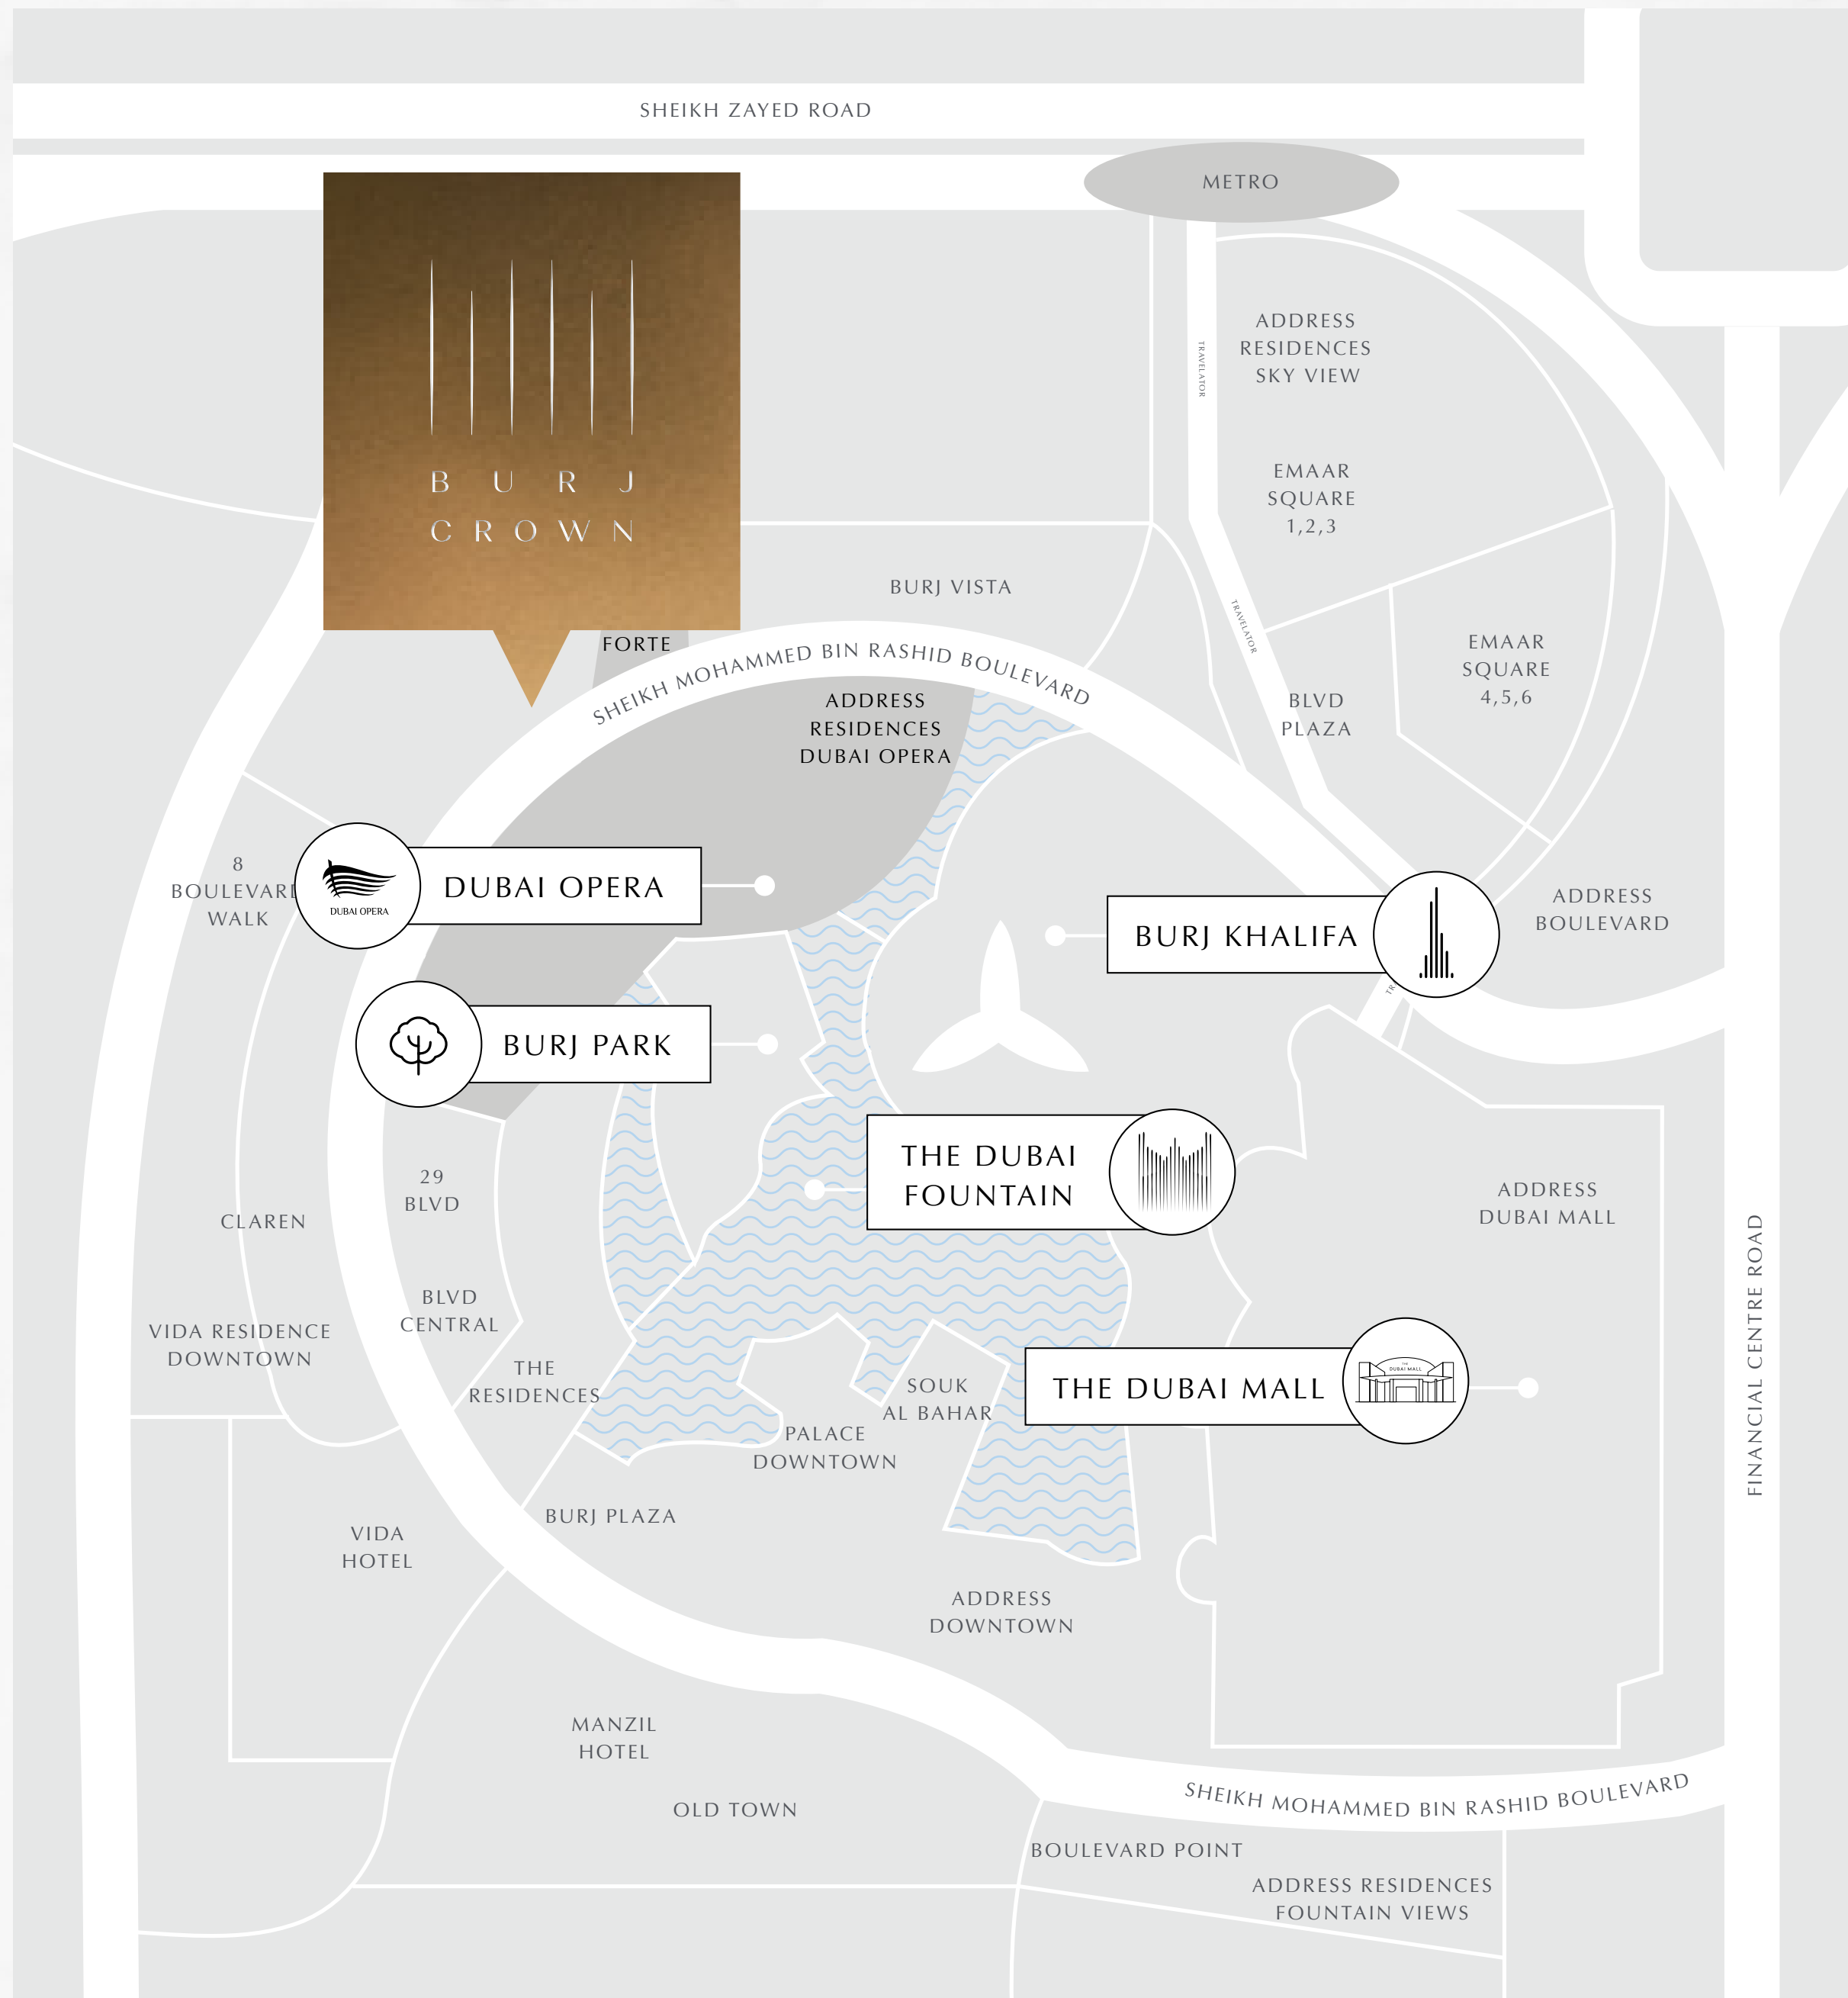 SHEIKH ZAYED ROAD
METRO
BURJ
CROWN
TRAVELATOR
ADDRESS
RESIDENCES
SKY VIEW
EMAAR
SQUARE
1,2,3
BURJ VISTA
TRAVELATOR
FORTE
SHEIKH MOHAMMED BIN RASHID BOULEVARD
EMAAR
SQUARE
4,5,6
ADDRESS
RESIDENCES
DUBAI OPERA
BLVD
PLAZA
8
BOULEVARD
WALK
DUBAI OPERA
DUBAI OPERA
BURJ KHALIFA
ADDRESS
BOULEVARD
BURJ PARK
THE DUBAI
FOUNTAIN
29
BLVD
CLAREN
ADDRESS
DUBAI MALL
BLVD
CENTRAL
VIDA RESIDENCE
DOWNTOWN
THE
RESIDENCES
SOUK
AL BAHAR
THE DUBAI MALL
THE
DUBAI MALL
FINANCIAL CENTRE ROAD
PALACE
DOWNTOWN
BURJ PLAZA
VIDA
HOTEL
ADDRESS
DOWNTOWN
MANZIL
HOTEL
OLD TOWN
SHEIKH MOHAMMED BIN RASHID BOULEVARD
BOULEVARD POINT
ADDRESS RESIDENCES
FOUNTAIN VIEWS